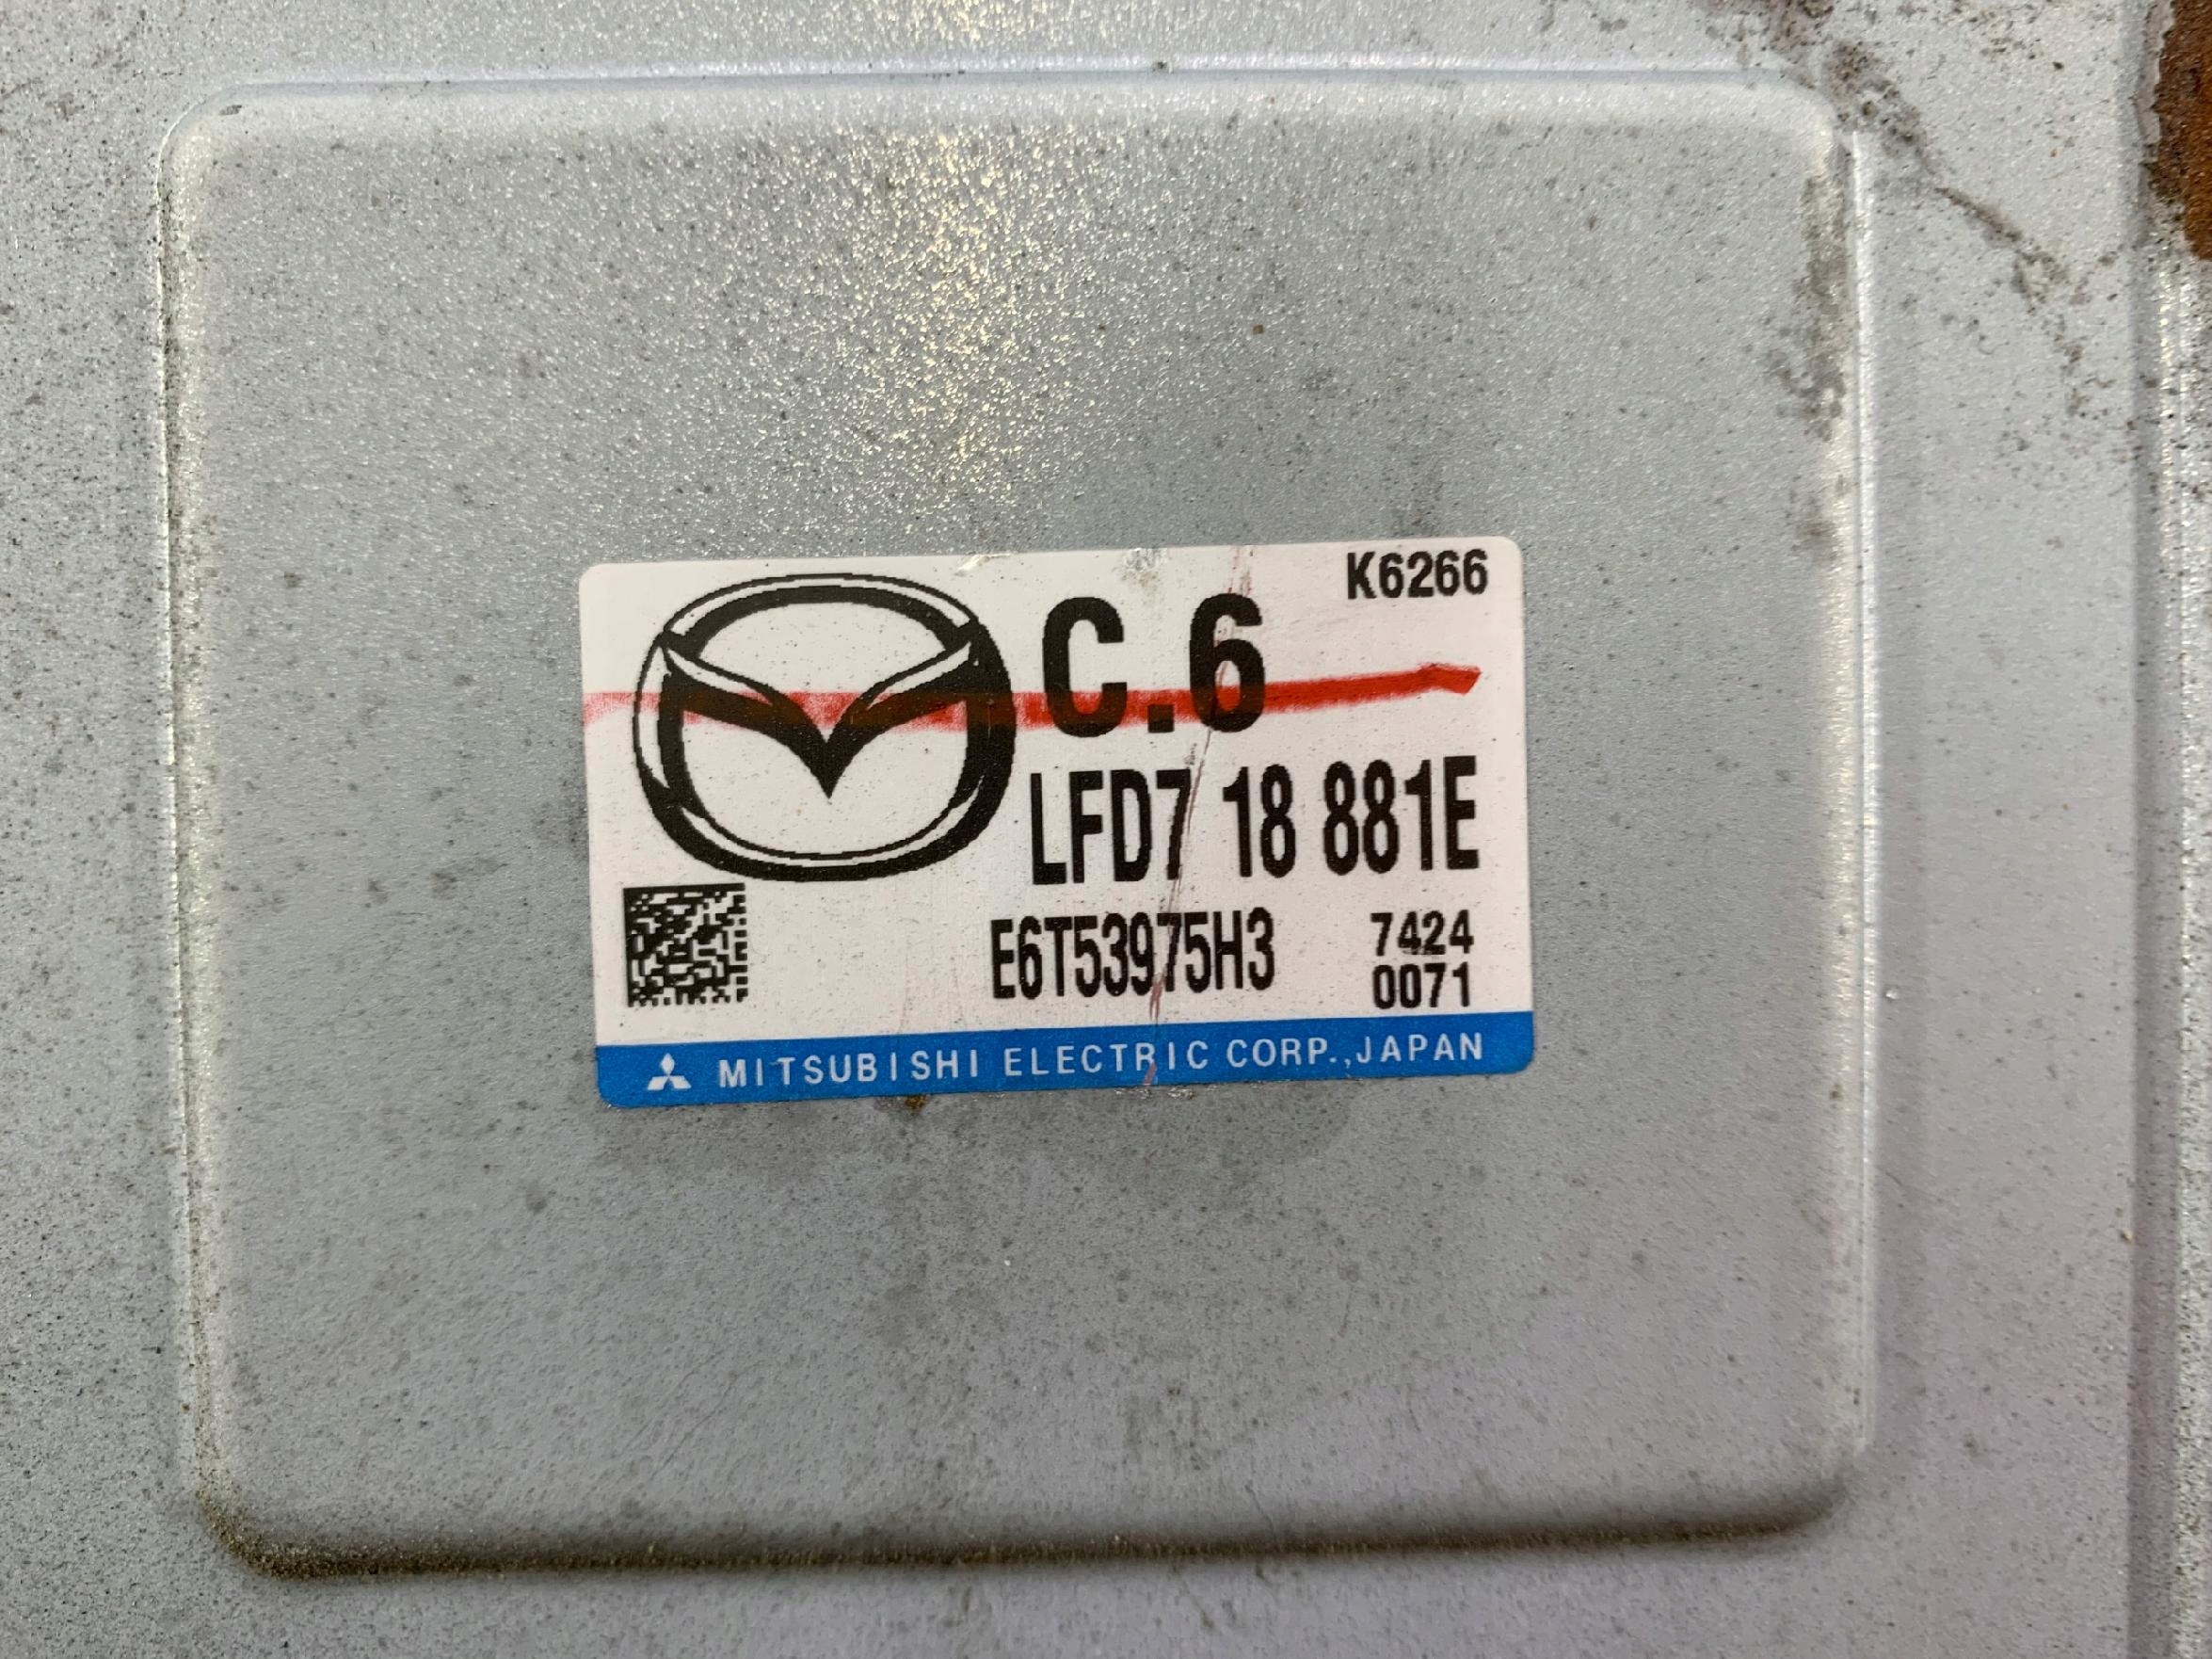 K6266
C.6
LFD7 18 881E
E6T53975H3 7424
0071
MITSUBISHI ELECTRIC CORP.,JAPAN